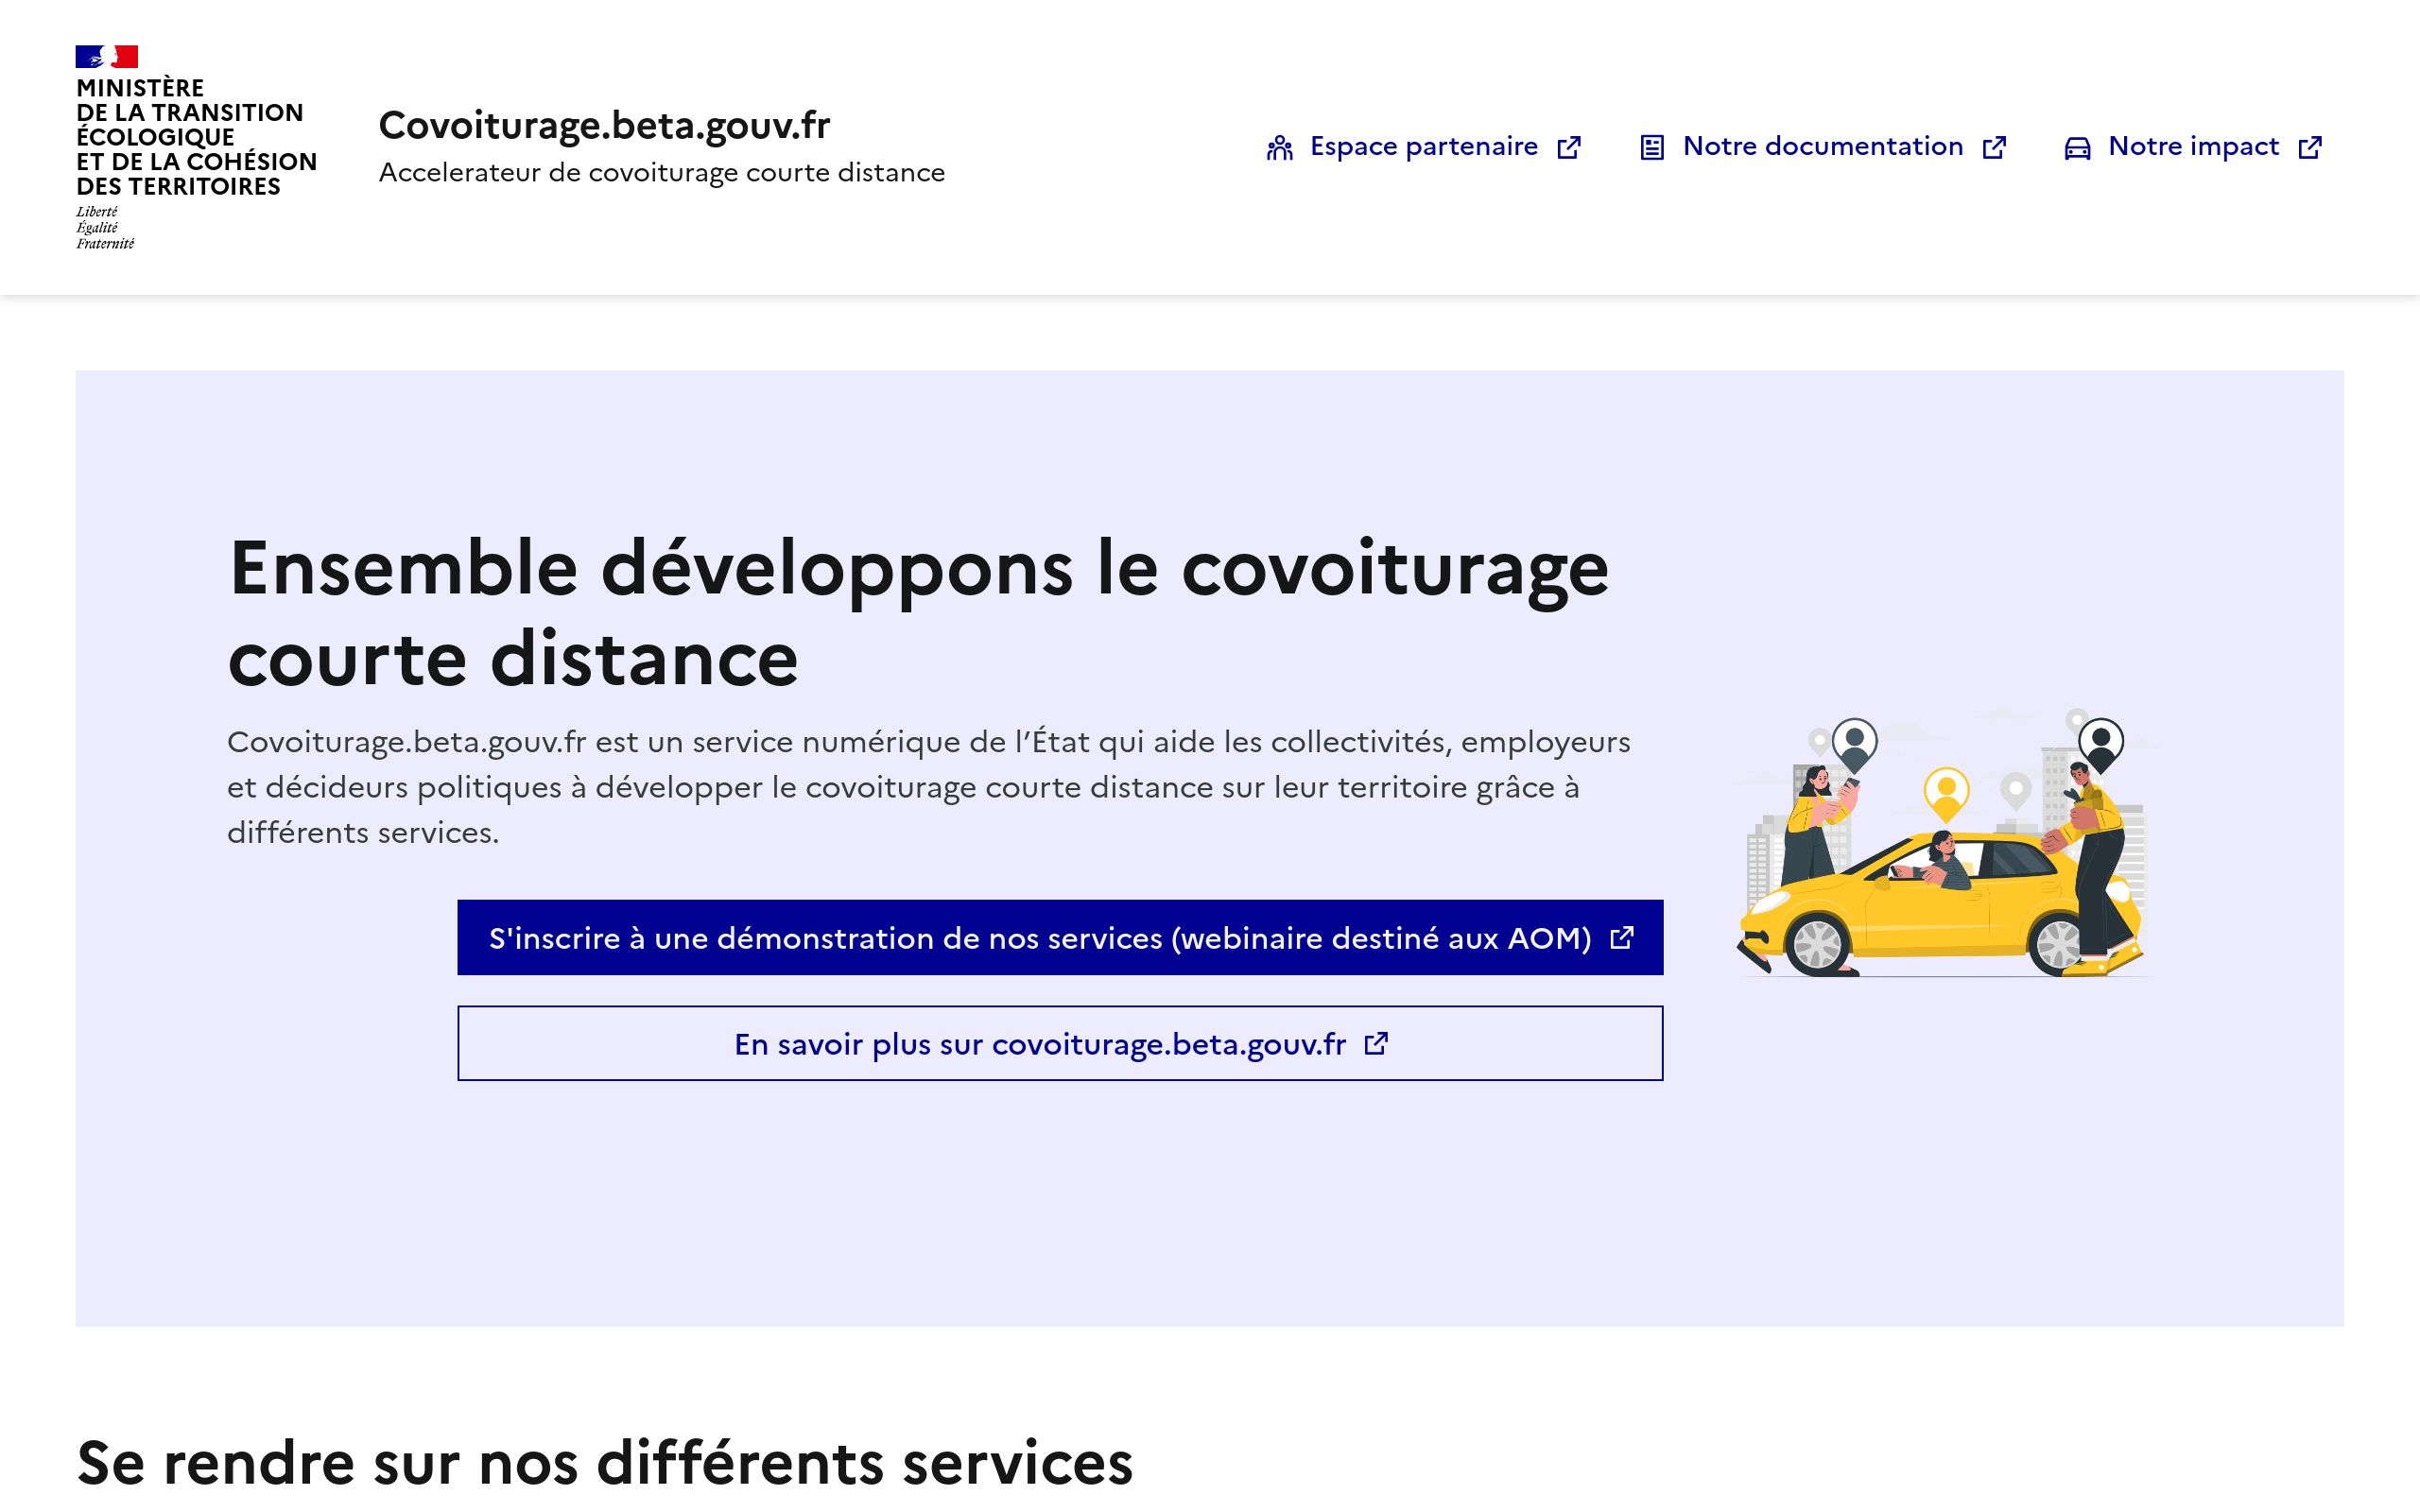 MINISTÈRE
DE LA TRANSITION
ÉCOLOGIQUE
ET DE LA COHÉSION
DES TERRITOIRES
Liberté
Égalité
Fraternité
Covoiturage.beta.gouv.fr
Accelerateur de covoiturage courte distance
Espace partenaire
Notre documentation
Notre impact
Ensemble développons le covoiturage
courte distance
Covoiturage.beta.gouv.fr est un service numérique de l’État qui aide les collectivités, employeurs
et décideurs politiques à développer le covoiturage courte distance sur leur territoire grâce à
différents services.
S'inscrire à une démonstration de nos services (webinaire destiné aux AOM)
En savoir plus sur covoiturage.beta.gouv.fr
Se rendre sur nos différents services